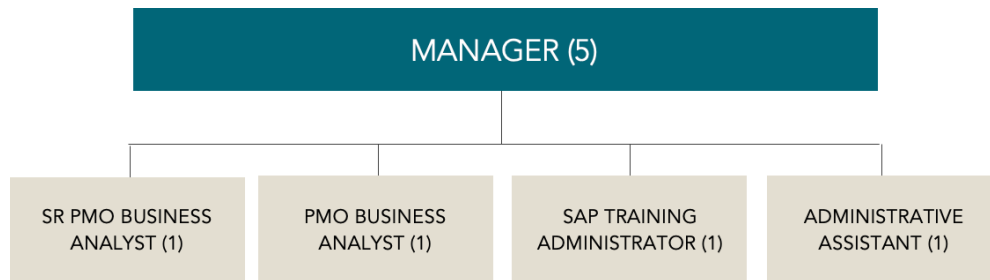 MANAGER (5)
SR PMO BUSINESS
ANALYST (1)
PMO BUSINESS
ANALYST (1)
SAP TRAINING
ADMINISTRATOR (1)
ADMINISTRATIVE
ASSISTANT (1)